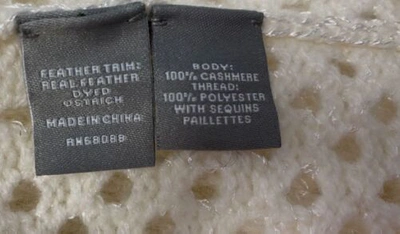 FEATHER TRIM:
REAL FEATHER
DYED
OSTRICH
MADE IN CHINA
RN68088
BODY:
100% CASHMERE
THREAD:
100% POLYESTER
WITH SEQUINS
PAILLETTES